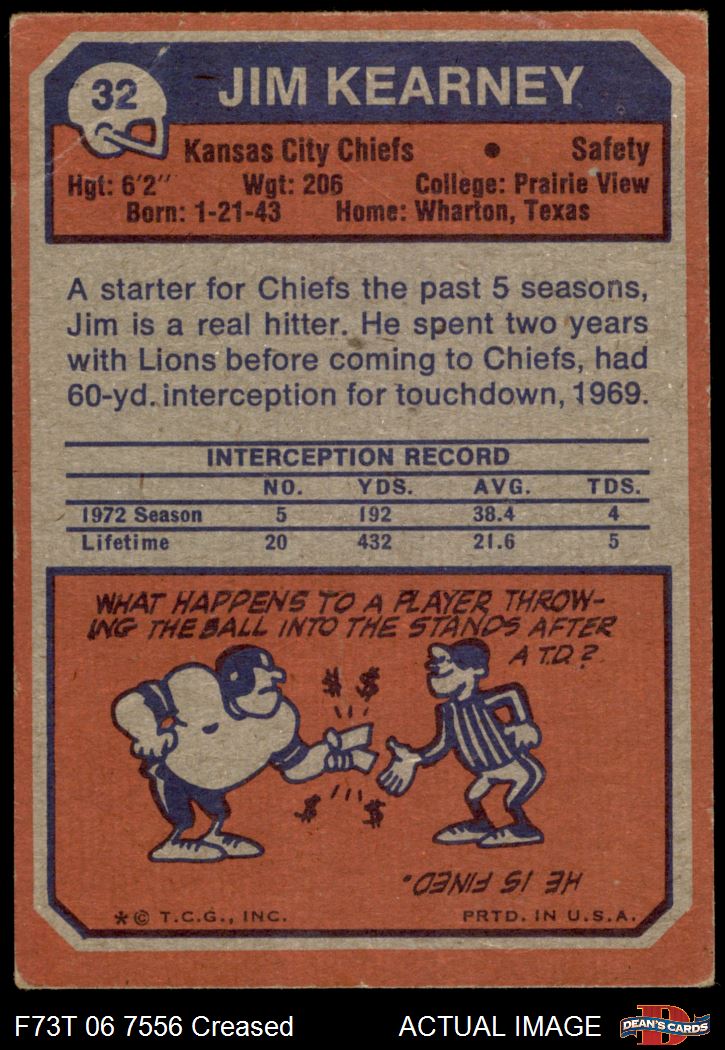 32
JIM KEARNEY
Kansas City Chiefs • Safety
Hgt: 6'2" Wgt: 206 College: Prairie View
Born: 1-21-43 Home: Wharton, Texas
A starter for Chiefs the past 5 seasons,
Jim is a real hitter. He spent two years
with Lions before coming to Chiefs, had
60-yd. interception for touchdown, 1969.
INTERCEPTION RECORD
NO. YDS. AVG. TDS.
1972 Season 5 192 38.4 4
Lifetime 20 432 21.6 5
WHAT HAPPENS TO A PLAYER THROW-
ING THE BALL INTO THE STANDS AFTER
A T.D.?
$ $
$ $
HE IS FINED.
*© T.C.G., INC. PRTD. IN U.S.A.
F73T 06 7556 Creased ACTUAL IMAGE D DEAN'S CARDS